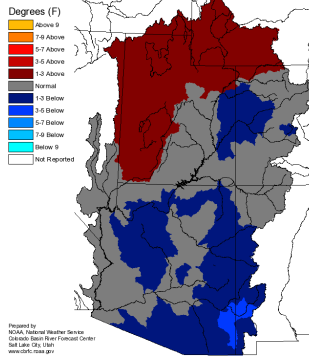 Degrees (F)
Above 9
7-9 Above
5-7 Above
3-5 Above
1-3 Above
Normal
1-3 Below
3-5 Below
5-7 Below
7-9 Below
Below 9
Not Reported
Prepared by
NOAA, National Weather Service
Colorado Basin River Forecast Center
Salt Lake City, Utah
www.cbrfc.noaa.gov